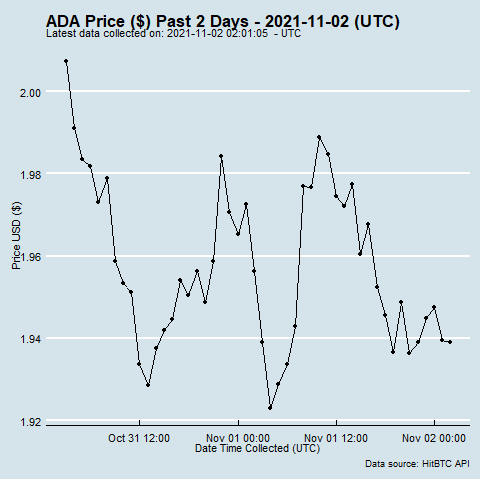 ADA Price ($) Past 2 Days - 2021-11-02 (UTC)
Latest data collected on: 2021-11-02 02:01:05 - UTC
Price USD ($)
2.00
1.98
1.96
1.94
1.92
Oct 31 12:00 Nov 01 00:00 Nov 01 12:00 Nov 02 00:00
Date Time Collected (UTC)
Data source: HitBTC API